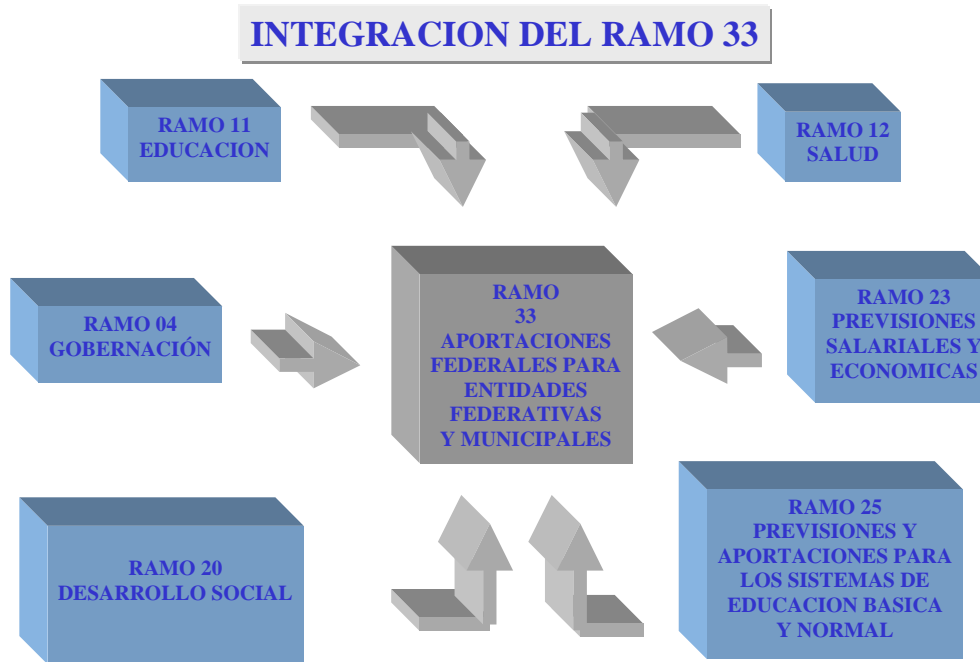 INTEGRACION DEL RAMO 33
RAMO 11
EDUCACION
RAMO 12
SALUD
RAMO 04
GOBERNACIÓN
RAMO
33
APORTACIONES
FEDERALES PARA
ENTIDADES
FEDERATIVAS
Y MUNICIPALES
RAMO 23
PREVISIONES
SALARIALES Y
ECONOMICAS
RAMO 20
DESARROLLO SOCIAL
RAMO 25
PREVISIONES Y
APORTACIONES PARA
LOS SISTEMAS DE
EDUCACION BASICA
Y NORMAL